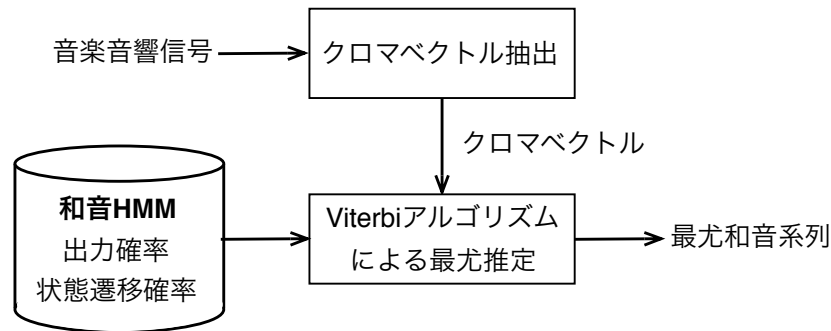 音楽音響信号
クロマベクトル抽出
クロマベクトル
和音HMM
出力確率
状態遷移確率
Viterbiアルゴリズム
による最尤推定
最尤和音系列